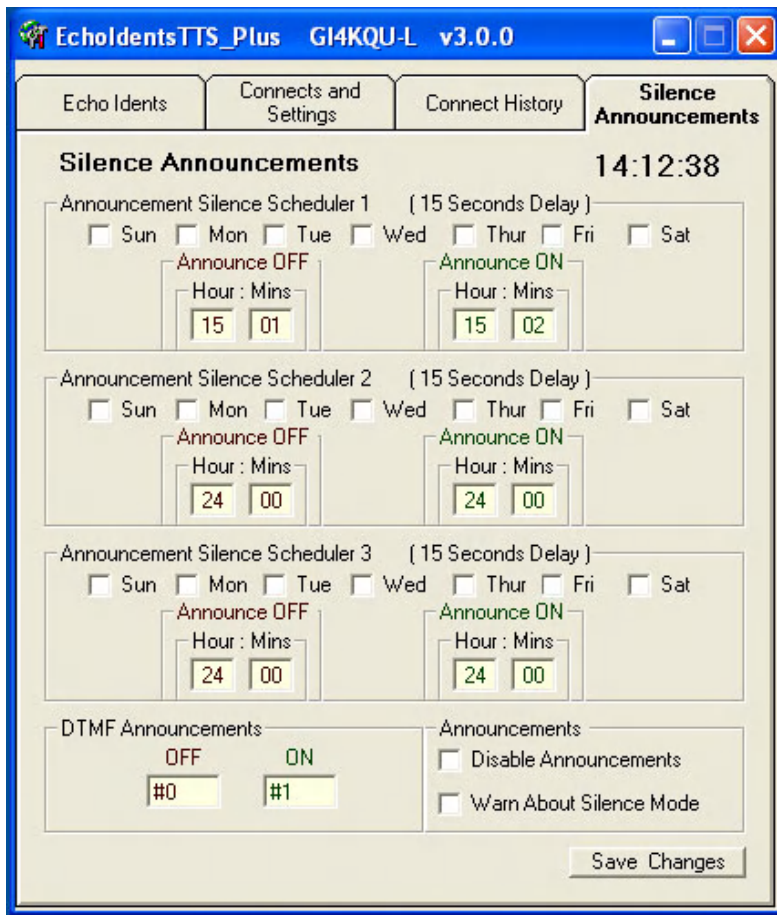 EchoIdentsTTS_Plus GI4KQU-L v3.0.0
Echo Idents
Connects and
Settings
Connect History
Silence
Announcements
Silence Announcements 14:12:38
Announcement Silence Scheduler 1 ( 15 Seconds Delay )
Sun Mon Tue Wed Thur Fri Sat
Announce OFF Announce ON
Hour : Mins Hour : Mins
15 01 15 02
Announcement Silence Scheduler 2 ( 15 Seconds Delay )
Sun Mon Tue Wed Thur Fri Sat
Announce OFF Announce ON
Hour : Mins Hour : Mins
24 00 24 00
Announcement Silence Scheduler 3 ( 15 Seconds Delay )
Sun Mon Tue Wed Thur Fri Sat
Announce OFF Announce ON
Hour : Mins Hour : Mins
24 00 24 00
DTMF Announcements Announcements
OFF ON Disable Announcements
#0 #1 Warn About Silence Mode
Save Changes